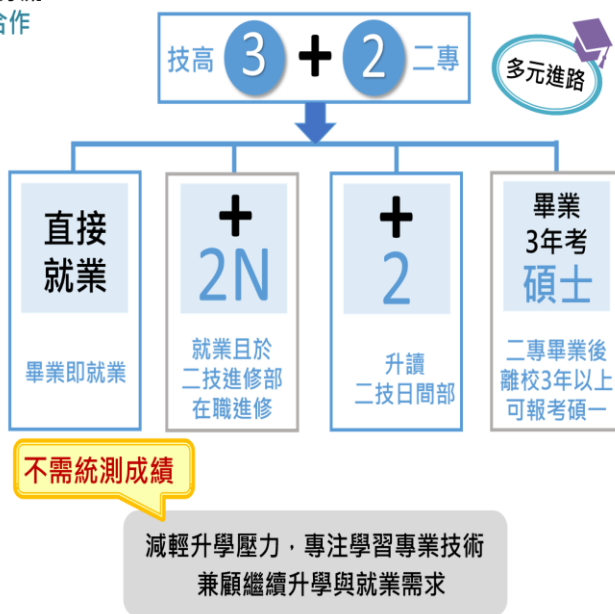 合作
技高 3 + 2 二專
多元進路
直接
就業
畢業即就業
+
2N
就業且於
二技進修部
在職進修
+
2
升讀
二技日間部
畢業
3年考
碩士
二專畢業後
離校3年以上
可報考碩一
不需統測成績
減輕升學壓力，專注學習專業技術
兼顧繼續升學與就業需求